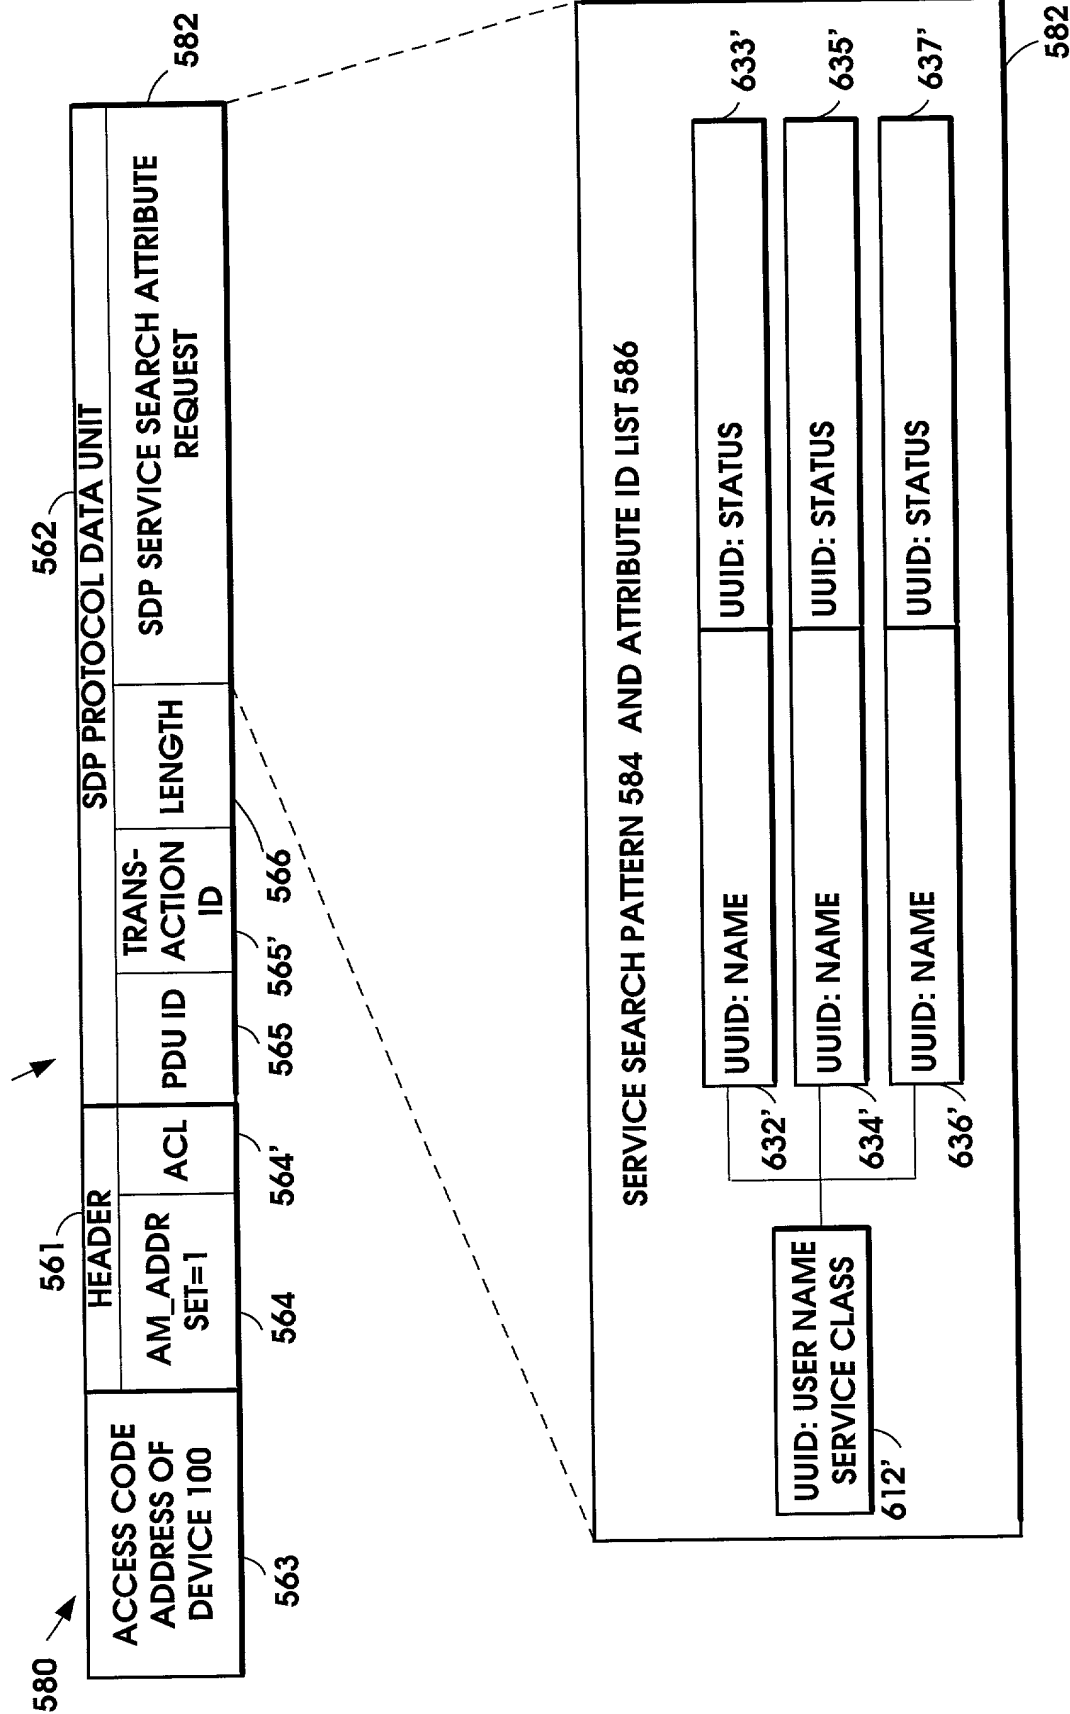 580
561
562
ACCESS CODE
ADDRESS OF
DEVICE 100
HEADER
AM_ADDR
SET=1
ACL
SDP PROTOCOL DATA UNIT
PDU ID
TRANS-
ACTION
ID
LENGTH
SDP SERVICE SEARCH ATTRIBUTE
REQUEST
582
563
564
564'
565
565'
566
SERVICE SEARCH PATTERN 584 AND ATTRIBUTE ID LIST 586
UUID: USER NAME
SERVICE CLASS
612'
UUID: NAME
UUID: STATUS
632'
633'
UUID: NAME
UUID: STATUS
634'
635'
UUID: NAME
UUID: STATUS
636'
637'
582